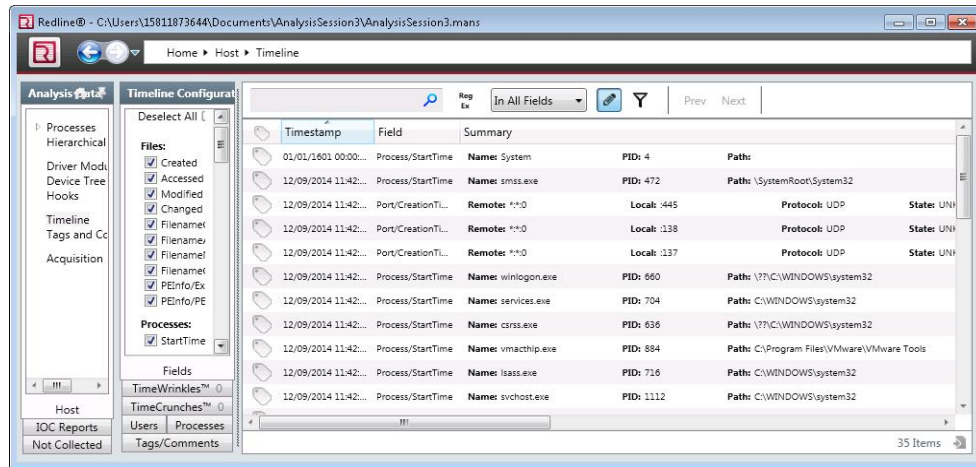 Redline® - C:\Users\15811873644\Documents\AnalysisSession3\AnalysisSession3.mans
Home ▸ Host ▸ Timeline
Analysis Data
Processes
Hierarchical
Driver Modu
Device Tree
Hooks
Timeline
Tags and Co
Acquisition
Host
IOC Reports
Not Collected
Timeline Configurat
Deselect All
Files:
Created
Accessed
Modified
Changed
Filename
Filename
Filename
Filename
PEInfo/Ex
PEInfo/PE
Processes:
StartTime
Fields
TimeWrinkles™ 0
TimeCrunches™ 0
Users Processes
Tags/Comments
Reg Ex In All Fields Prev Next
Timestamp Field Summary
01/01/1601 00:00:... Process/StartTime Name: System PID: 4 Path:
12/09/2014 11:42:... Process/StartTime Name: smss.exe PID: 472 Path: \SystemRoot\System32
12/09/2014 11:42:... Port/CreationTi... Remote: *:*:0 Local: :445 Protocol: UDP State: UNK
12/09/2014 11:42:... Port/CreationTi... Remote: *:*:0 Local: :138 Protocol: UDP State: UNK
12/09/2014 11:42:... Port/CreationTi... Remote: *:*:0 Local: :137 Protocol: UDP State: UNK
12/09/2014 11:42:... Process/StartTime Name: winlogon.exe PID: 660 Path: \??\C:\WINDOWS\system32
12/09/2014 11:42:... Process/StartTime Name: services.exe PID: 704 Path: C:\WINDOWS\system32
12/09/2014 11:42:... Process/StartTime Name: csrss.exe PID: 636 Path: \??\C:\WINDOWS\system32
12/09/2014 11:42:... Process/StartTime Name: vmacthlp.exe PID: 884 Path: C:\Program Files\VMware\VMware Tools
12/09/2014 11:42:... Process/StartTime Name: lsass.exe PID: 716 Path: C:\WINDOWS\system32
12/09/2014 11:42:... Process/StartTime Name: svchost.exe PID: 1112 Path: C:\WINDOWS\system32
35 Items